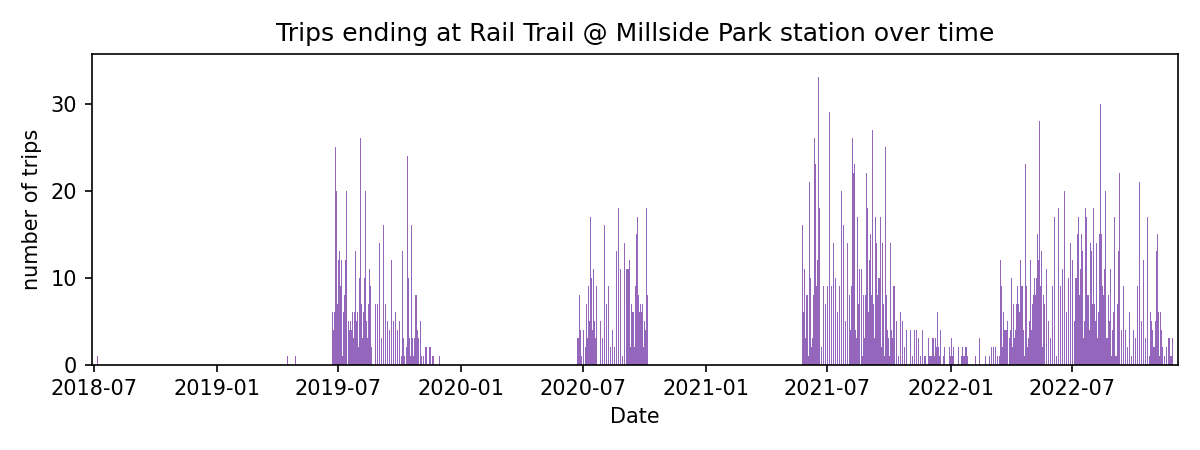 Trips ending at Rail Trail @ Millside Park station over time
number of trips
30
20
10
0
2018-07 2019-01 2019-07 2020-01 2020-07 2021-01 2021-07 2022-01 2022-07
Date